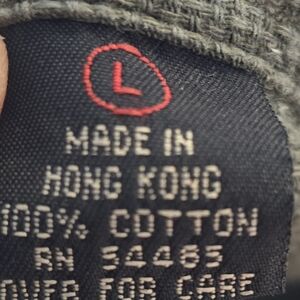 L
MADE IN
HONG KONG
100% COTTON
RN 54485
OVER FOR CARE